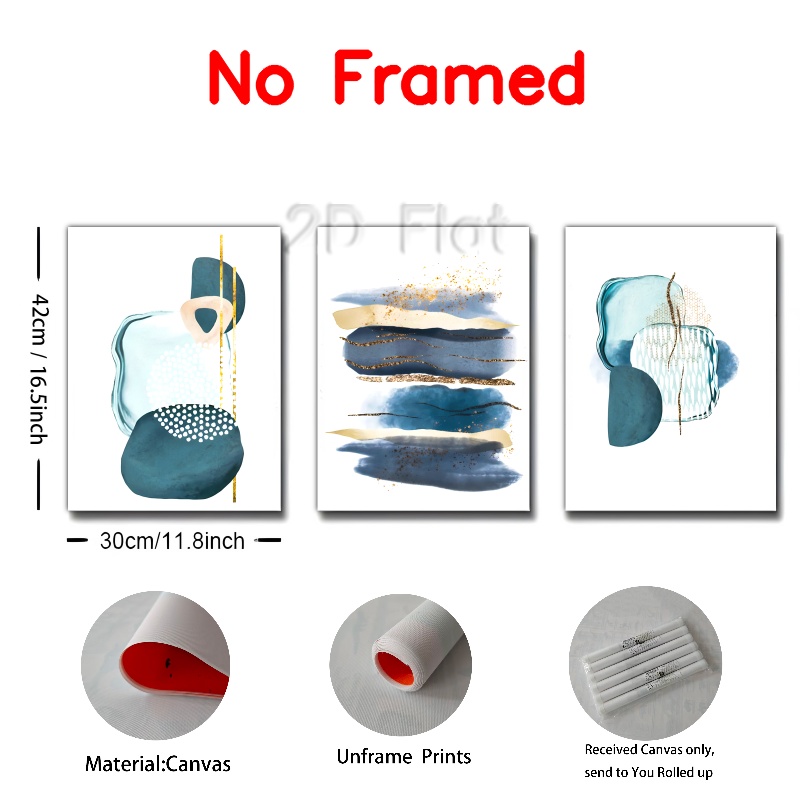 No Framed
2D Flat
42cm / 16.5inch
30cm/11.8inch
Material:Canvas
Unframe Prints
Received Canvas only,
send to You Rolled up